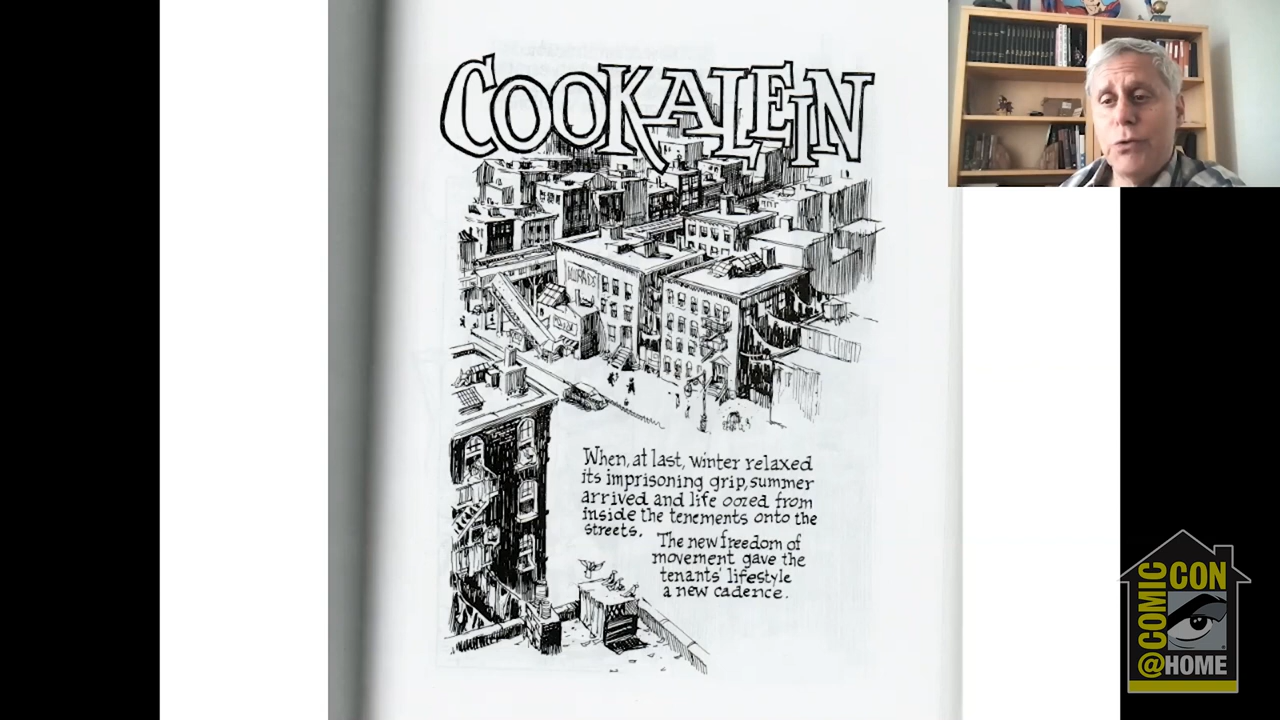 COOKALEIN
When, at last, winter relaxed
its imprisoning grip, summer
arrived and life oozed from
inside the tenements onto the
streets.
The new freedom of
movement gave the
tenants' lifestyle
a new cadence.
COMIC
CON
@HOME